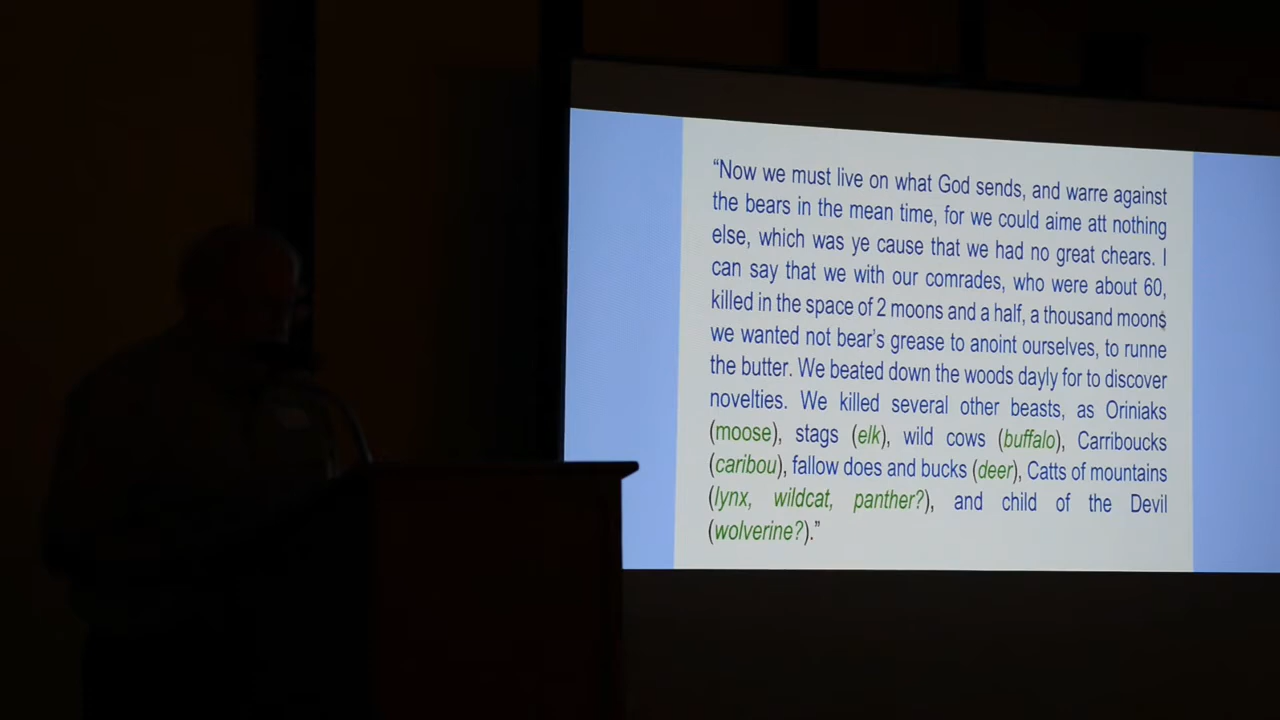 “Now we must live on what God sends, and warre against
the bears in the mean time, for we could aime att nothing
else, which was ye cause that we had no great chears. I
can say that we with our comrades, who were about 60,
killed in the space of 2 moons and a half, a thousand moons
we wanted not bear’s grease to anoint ourselves, to runne
the butter. We beated down the woods dayly for to discover
novelties. We killed several other beasts, as Oriniaks
(moose), stags (elk), wild cows (buffalo), Carriboucks
(caribou), fallow does and bucks (deer), Catts of mountains
(lynx, wildcat, panther?), and child of the Devil
(wolverine?).”